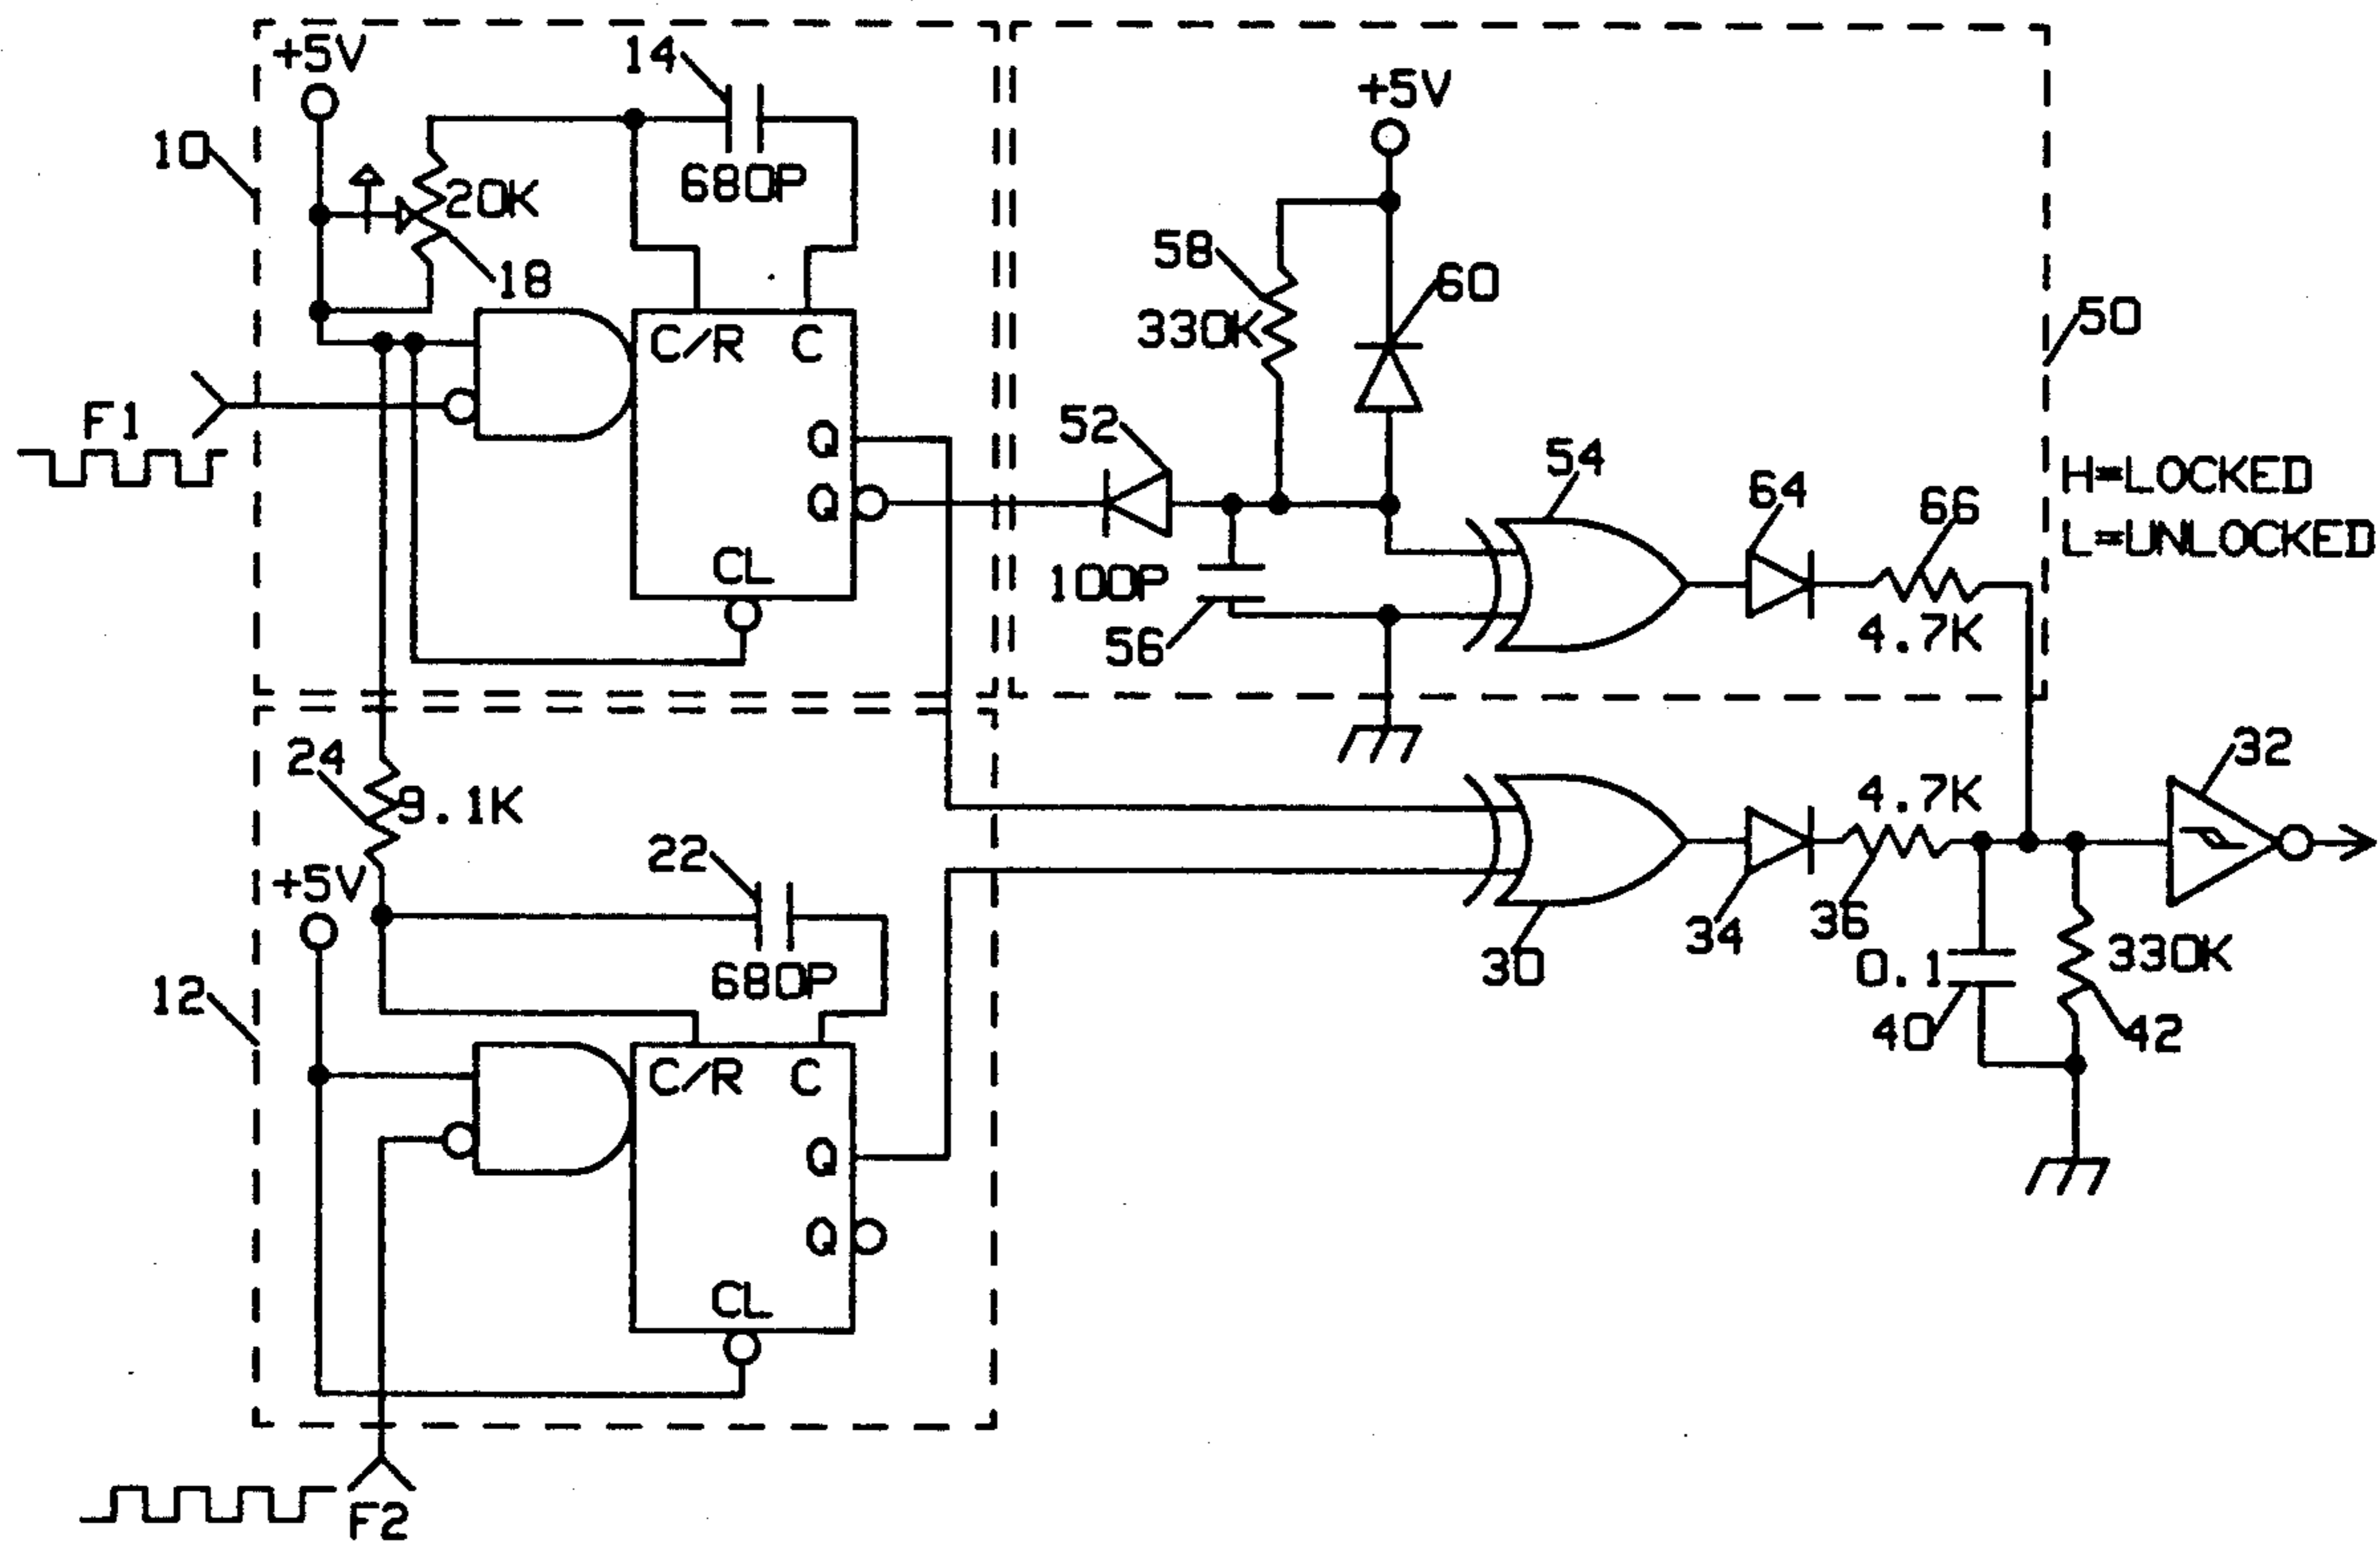 +5V
14
10
680P
20K
18
C/R
C
F1
Q
Q
CL
+5V
58
330K
60
50
52
54
64
66
100P
56
4.7K
H=LOCKED
L=UNLOCKED
24
9.1K
+5V
22
680P
12
C/R
C
Q
Q
CL
F2
4.7K
32
30
34
36
0.1
40
330K
42